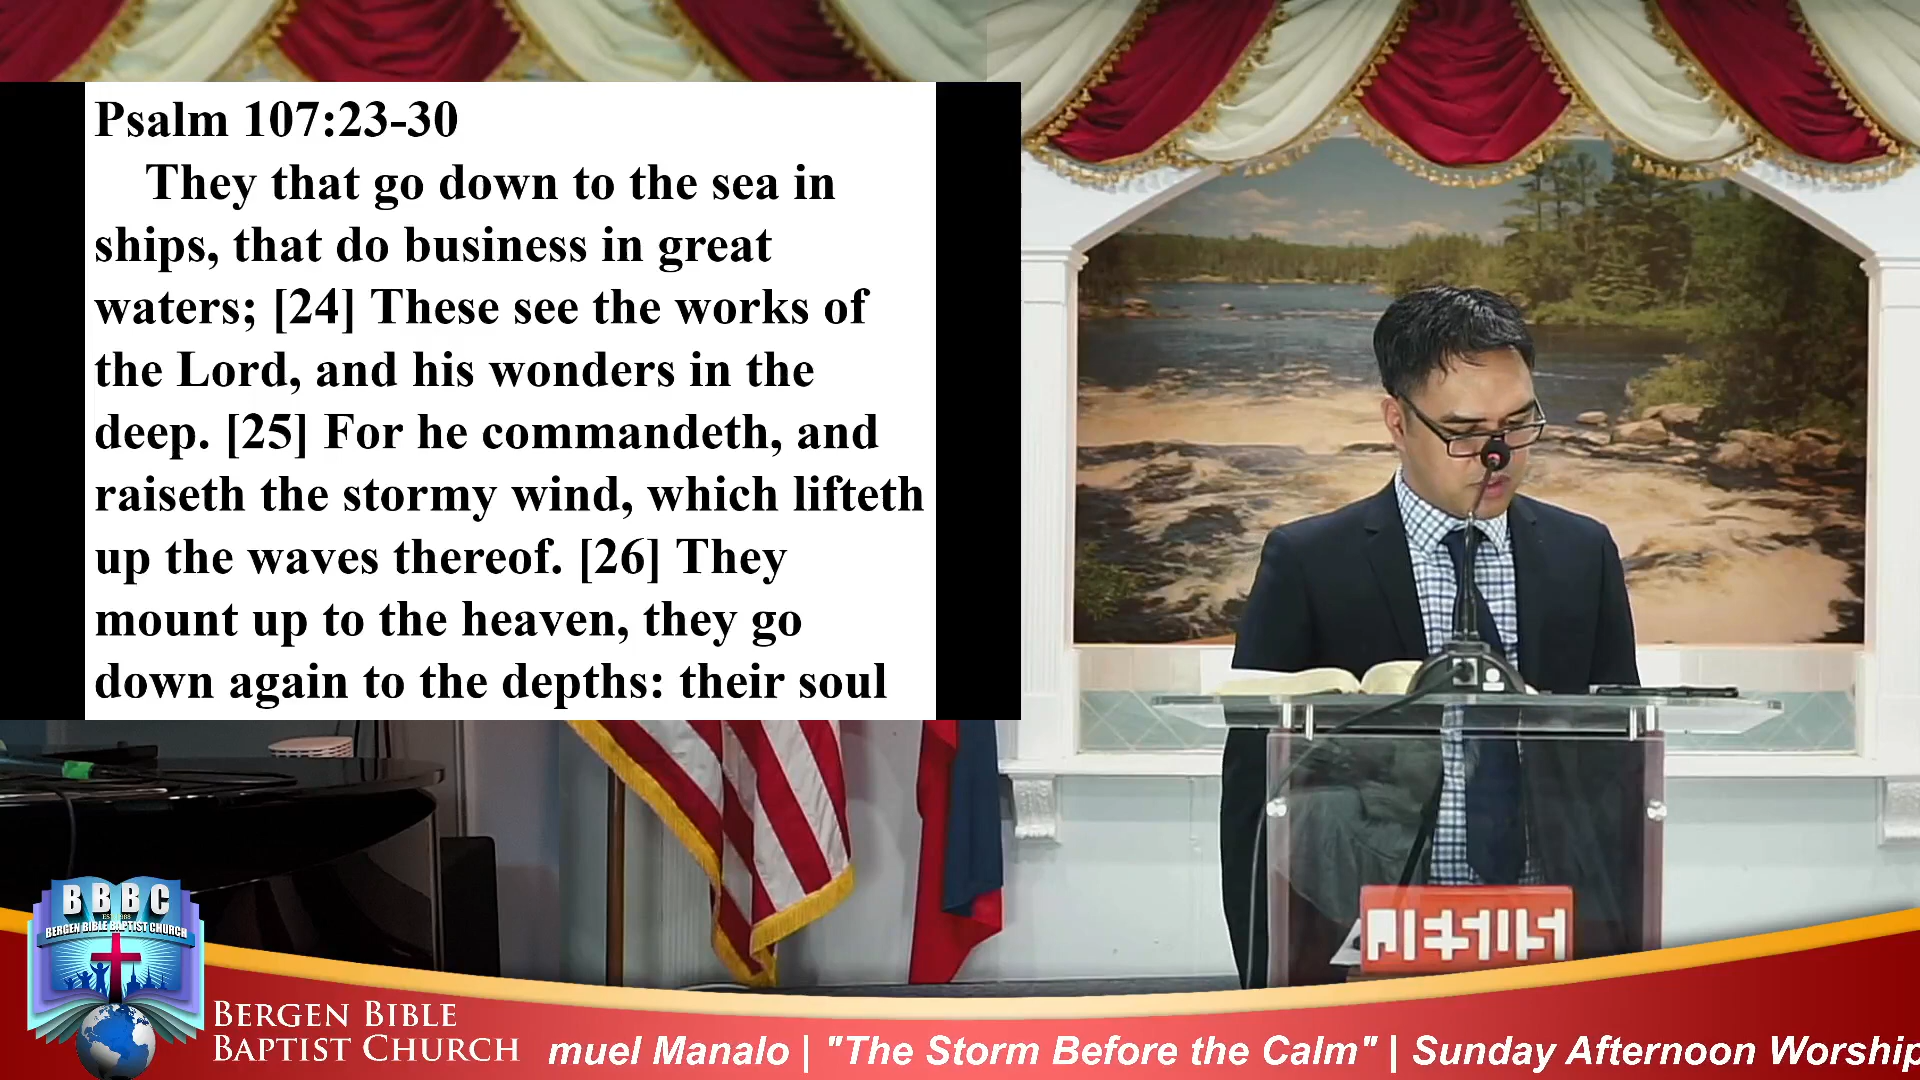 Psalm 107:23-30
They that go down to the sea in
ships, that do business in great
waters; [24] These see the works of
the Lord, and his wonders in the
deep. [25] For he commandeth, and
raiseth the stormy wind, which lifteth
up the waves thereof. [26] They
mount up to the heaven, they go
down again to the depths: their soul
BBBC
BERGEN BIBLE BAPTIST CHURCH
BERGEN BIBLE
BAPTIST CHURCH
muel Manalo | "The Storm Before the Calm" | Sunday Afternoon Worship